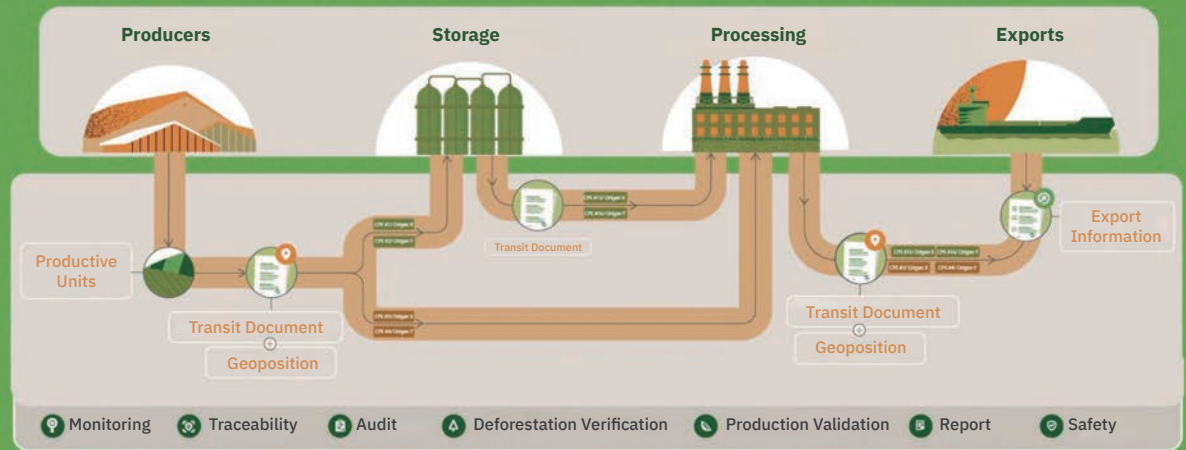 Producers
Storage
Processing
Exports
Productive
Units
Transit Document
Geoposition
Transit Document
Transit Document
Geoposition
Export
Information
Monitoring
Traceability
Audit
Deforestation Verification
Production Validation
Report
Safety